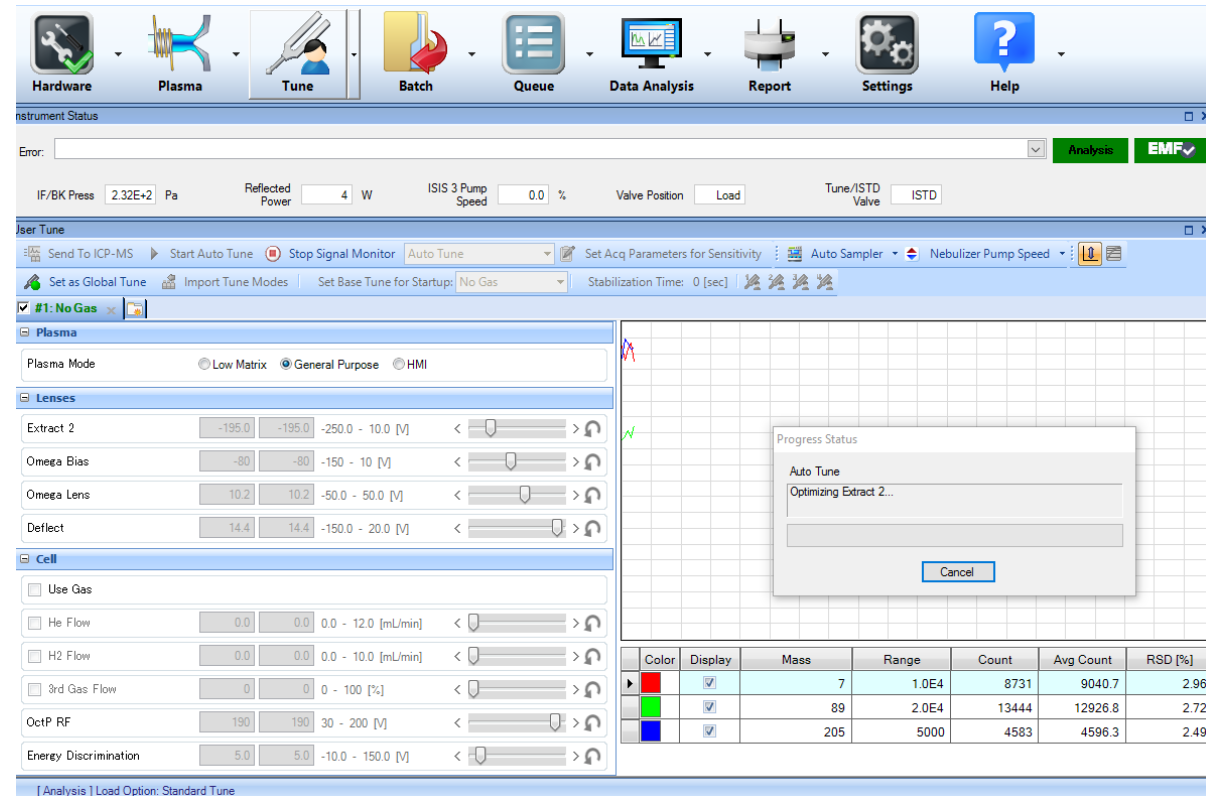 Hardware Plasma Tune Batch Queue Data Analysis Report Settings Help
nstrument Status
Error: Analysis EMF
IF/BK Press 2.32E+2 Pa Reflected Power 4 W ISIS 3 Pump Speed 0.0 % Valve Position Load Tune/ISTD Valve ISTD
User Tune
Send To ICP-MS Start Auto Tune Stop Signal Monitor Auto Tune Set Acq Parameters for Sensitivity Auto Sampler Nebulizer Pump Speed
Set as Global Tune Import Tune Modes Set Base Tune for Startup: No Gas Stabilization Time: 0 [sec]
#1: No Gas
Plasma
Plasma Mode Low Matrix General Purpose HMI
Lenses
Extract 2 -195.0 -195.0 -250.0 - 10.0 [V]
Omega Bias -80 -80 -150 - 10 [V]
Omega Lens 10.2 10.2 -50.0 - 50.0 [V]
Deflect 14.4 14.4 -150.0 - 20.0 [V]
Cell
Use Gas
He Flow 0.0 0.0 0.0 - 12.0 [mL/min]
H2 Flow 0.0 0.0 0.0 - 10.0 [mL/min]
3rd Gas Flow 0 0 0 - 100 [%]
OctP RF 190 190 30 - 200 [V]
Energy Discrimination 5.0 5.0 -10.0 - 150.0 [V]
Progress Status
Auto Tune
Optimizing Extract 2...
Cancel
Color Display Mass Range Count Avg Count RSD [%]
7 1.0E4 8731 9040.7 2.96
89 2.0E4 13444 12926.8 2.72
205 5000 4583 4596.3 2.49
[ Analysis ] Load Option: Standard Tune